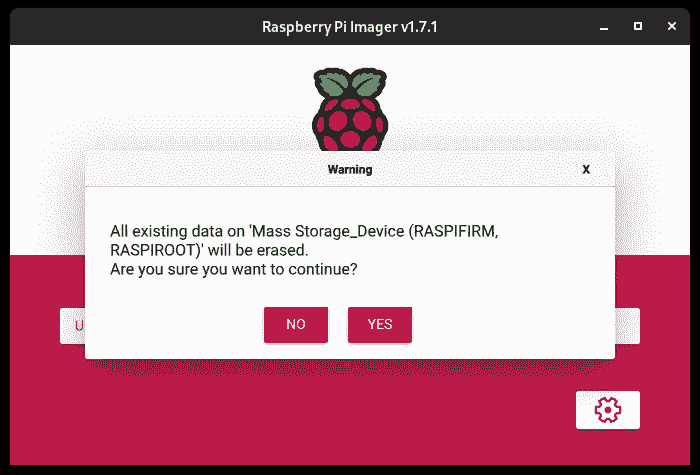 Raspberry Pi Imager v1.7.1
Warning
X
All existing data on 'Mass Storage_Device (RASPIFIRM,
RASPIROOT)' will be erased.
Are you sure you want to continue?
U
NO
YES